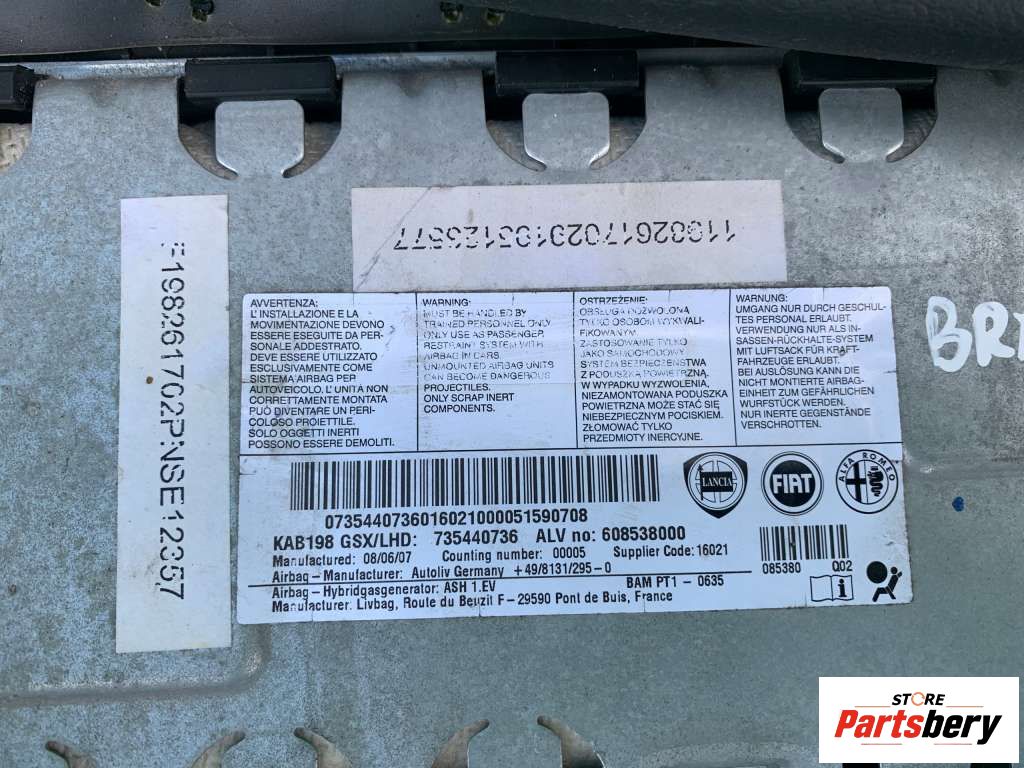 F198261702PNSE12357
AVVERTENZA:
L' INSTALLAZIONE E LA
MOVIMENTAZIONE DEVONO
ESSERE ESEGUITE DA PER-
SONALE ADDESTRATO.
DEVE ESSERE UTILIZZATO
ESCLUSIVAMENTE COME
SISTEMA AIRBAG PER
AUTOVEICOLO. L' UNITÀ NON
CORRETTAMENTE MONTATA
PUÒ DIVENTARE UN PERI-
COLOSO PROIETTILE.
SOLO OGGETTI INERTI
POSSONO ESSERE DEMOLITI.
WARNING:
MUST BE HANDLED BY
TRAINED PERSONNEL ONLY
ONLY USE AS PASSENGER
RESTRAINT SYSTEM WITH
AIRBAG IN CARS.
UNMOUNTED AIRBAG UNITS
CAN BECOME DANGEROUS
PROJECTILES.
ONLY SCRAP INERT
COMPONENTS.
OSTRZEŻENIE:
OBSŁUGA DOZWOLONA
TYLKO OSOBOM WYKWALI-
FIKOWANYM.
ZASTOSOWANIE TYLKO
JAKO SAMOCHODOWY
SYSTEM BEZPIECZEŃSTWA
Z PODUSZKĄ POWIETRZNĄ.
W WYPADKU WYZWOLENIA,
NIEZAMONTOWANA PODUSZKA
POWIETRZNA MOŻE STAĆ SIĘ
NIEBEZPIECZNYM POCISKIEM.
ZŁOMOWAĆ TYLKO
PRZEDMIOTY INERCYJNE.
WARNUNG:
UMGANG NUR DURCH GESCHUL-
TES PERSONAL ERLAUBT.
VERWENDUNG NUR ALS IN-
SASSEN-RÜCKHALTE-SYSTEM
MIT LUFTSACK FÜR KRAFT-
FAHRZEUGE ERLAUBT.
BEI AUSLÖSUNG KANN DIE
NICHT MONTIERTE AIRBAG-
EINHEIT ZUM GEFÄHRLICHEN
WURFSTÜCK WERDEN.
NUR INERTE GEGENSTÄNDE
VERSCHROTTEN.
LANCIA
FIAT
ALFA ROMEO
0735440736016021000051590708
KAB198 GSX/LHD: 735440736 ALV no: 608538000
Manufactured: 08/06/07 Counting number: 00005 Supplier Code: 16021
Airbag - Manufacturer: Autoliv Germany +49/8131/295-0
Airbag - Hybridgasgenerator: ASH 1.EV BAM PT1 - 0635
Manufacturer: Livbag, Route du Beuzit F - 29590 Pont de Buis, France
085380 Q02
i
STORE
Partsbery